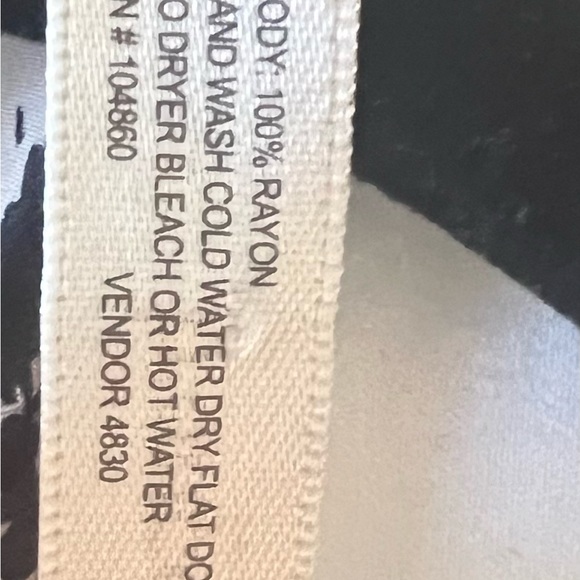 ODY: 100% RAYON
AND WASH COLD WATER DRY FLAT DO
O DRYER BLEACH OR HOT WATER
N # 104860 VENDOR 4830